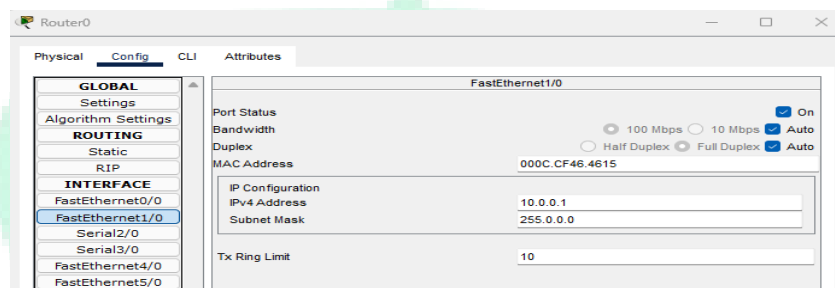 Router0
Physical Config CLI Attributes
GLOBAL
Settings
Algorithm Settings
ROUTING
Static
RIP
INTERFACE
FastEthernet0/0
FastEthernet1/0
Serial2/0
Serial3/0
FastEthernet4/0
FastEthernet5/0
FastEthernet1/0
Port Status On
Bandwidth 100 Mbps 10 Mbps Auto
Duplex Half Duplex Full Duplex Auto
MAC Address 000C.CF46.4615
IP Configuration
IPv4 Address 10.0.0.1
Subnet Mask 255.0.0.0
Tx Ring Limit 10